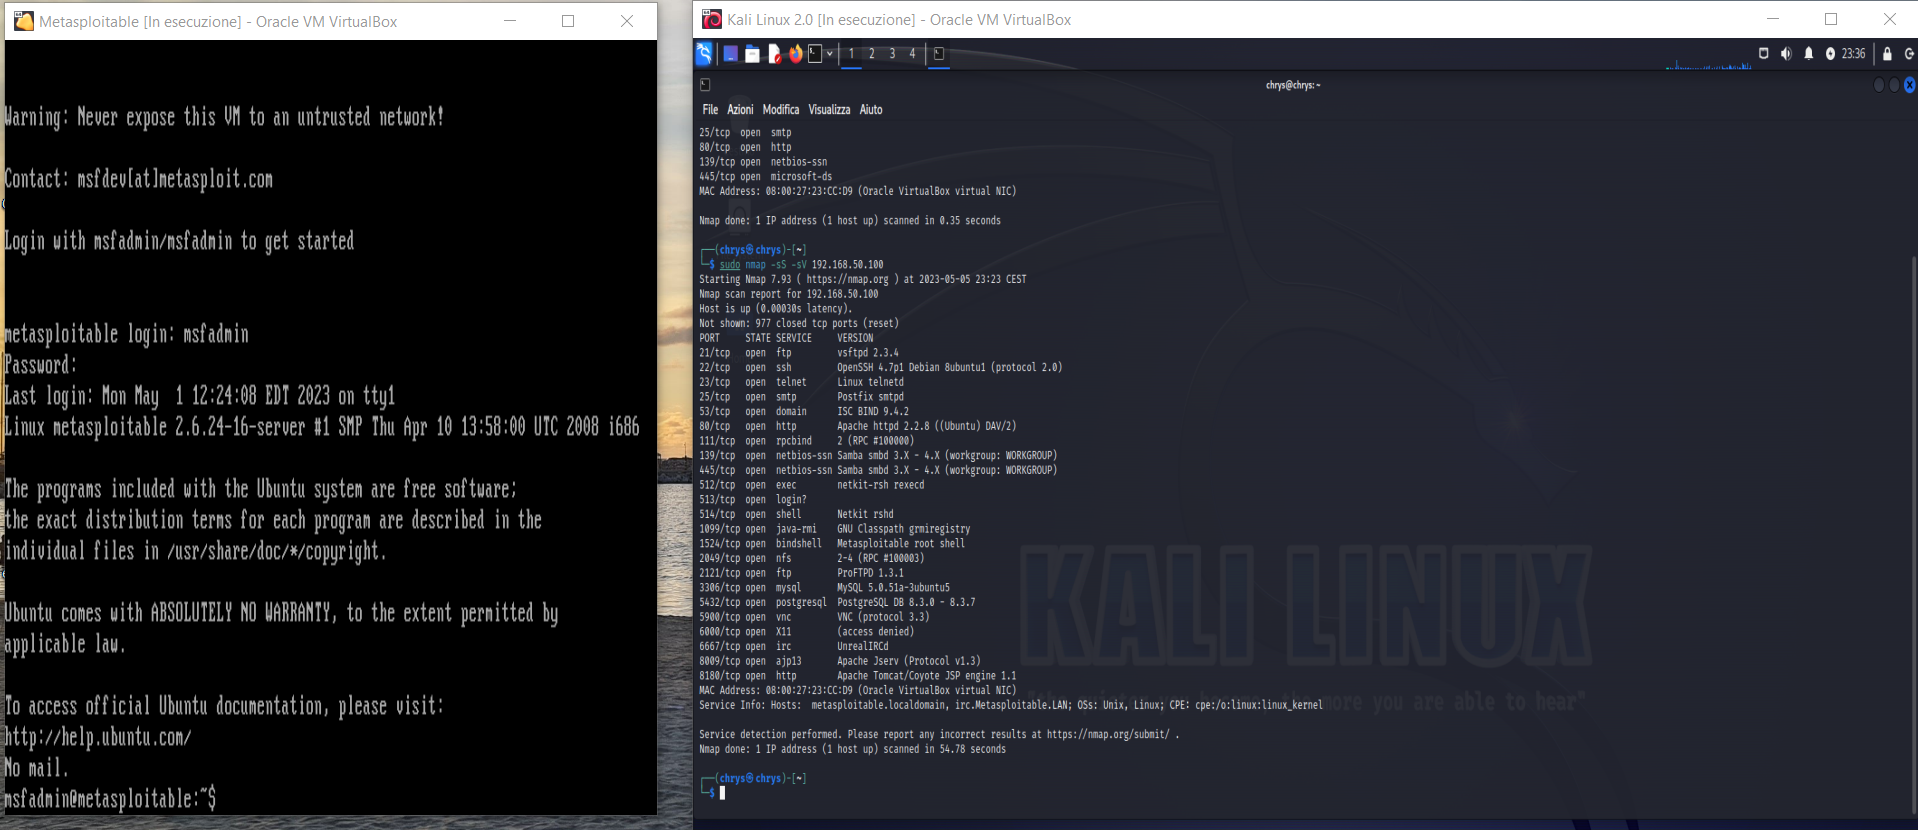 Metasploitable [In esecuzione] - Oracle VM VirtualBox
Warning: Never expose this VM to an untrusted network!
Contact: msfdev[at]metasploit.com
Login with msfadmin/msfadmin to get started
metasploitable login: msfadmin
Password:
Last login: Mon May  1 12:24:08 EDT 2023 on tty1
Linux metasploitable 2.6.24-16-server #1 SMP Thu Apr 10 13:58:00 UTC 2008 i686
The programs included with the Ubuntu system are free software;
the exact distribution terms for each program are described in the
individual files in /usr/share/doc/*/copyright.
Ubuntu comes with ABSOLUTELY NO WARRANTY, to the extent permitted by
applicable law.
To access official Ubuntu documentation, please visit:
http://help.ubuntu.com/
No mail.
msfadmin@metasploitable:~$
Kali Linux 2.0 [In esecuzione] - Oracle VM VirtualBox
1 2 3 4
23:36
chrys@chrys: ~
File Azioni Modifica Visualizza Aiuto
25/tcp  open  smtp
80/tcp  open  http
139/tcp open  netbios-ssn
445/tcp open  microsoft-ds
MAC Address: 08:00:27:23:CC:D9 (Oracle VirtualBox virtual NIC)
Nmap done: 1 IP address (1 host up) scanned in 0.35 seconds
┌──(chrys㉿chrys)-[~]
└─$ sudo nmap -sS -sV 192.168.50.100
Starting Nmap 7.93 ( https://nmap.org ) at 2023-05-05 23:23 CEST
Nmap scan report for 192.168.50.100
Host is up (0.00030s latency).
Not shown: 977 closed tcp ports (reset)
PORT     STATE SERVICE     VERSION
21/tcp   open  ftp         vsftpd 2.3.4
22/tcp   open  ssh         OpenSSH 4.7p1 Debian 8ubuntu1 (protocol 2.0)
23/tcp   open  telnet      Linux telnetd
25/tcp   open  smtp        Postfix smtpd
53/tcp   open  domain      ISC BIND 9.4.2
80/tcp   open  http        Apache httpd 2.2.8 ((Ubuntu) DAV/2)
111/tcp  open  rpcbind     2 (RPC #100000)
139/tcp  open  netbios-ssn Samba smbd 3.X - 4.X (workgroup: WORKGROUP)
445/tcp  open  netbios-ssn Samba smbd 3.X - 4.X (workgroup: WORKGROUP)
512/tcp  open  exec        netkit-rsh rexecd
513/tcp  open  login?
514/tcp  open  shell       Netkit rshd
1099/tcp open  java-rmi    GNU Classpath grmiregistry
1524/tcp open  bindshell   Metasploitable root shell
2049/tcp open  nfs         2-4 (RPC #100003)
2121/tcp open  ftp         ProFTPD 1.3.1
3306/tcp open  mysql       MySQL 5.0.51a-3ubuntu5
5432/tcp open  postgresql  PostgreSQL DB 8.3.0 - 8.3.7
5900/tcp open  vnc         VNC (protocol 3.3)
6000/tcp open  X11         (access denied)
6667/tcp open  irc         UnrealIRCd
8009/tcp open  ajp13       Apache Jserv (Protocol v1.3)
8180/tcp open  http        Apache Tomcat/Coyote JSP engine 1.1
MAC Address: 08:00:27:23:CC:D9 (Oracle VirtualBox virtual NIC)
Service Info: Hosts:  metasploitable.localdomain, irc.Metasploitable.LAN; OSs: Unix, Linux; CPE: cpe:/o:linux:linux_kernel
Service detection performed. Please report any incorrect results at https://nmap.org/submit/ .
Nmap done: 1 IP address (1 host up) scanned in 54.78 seconds
┌──(chrys㉿chrys)-[~]
└─$
KALI LINUX
"the quieter you become, the more you are able to hear"